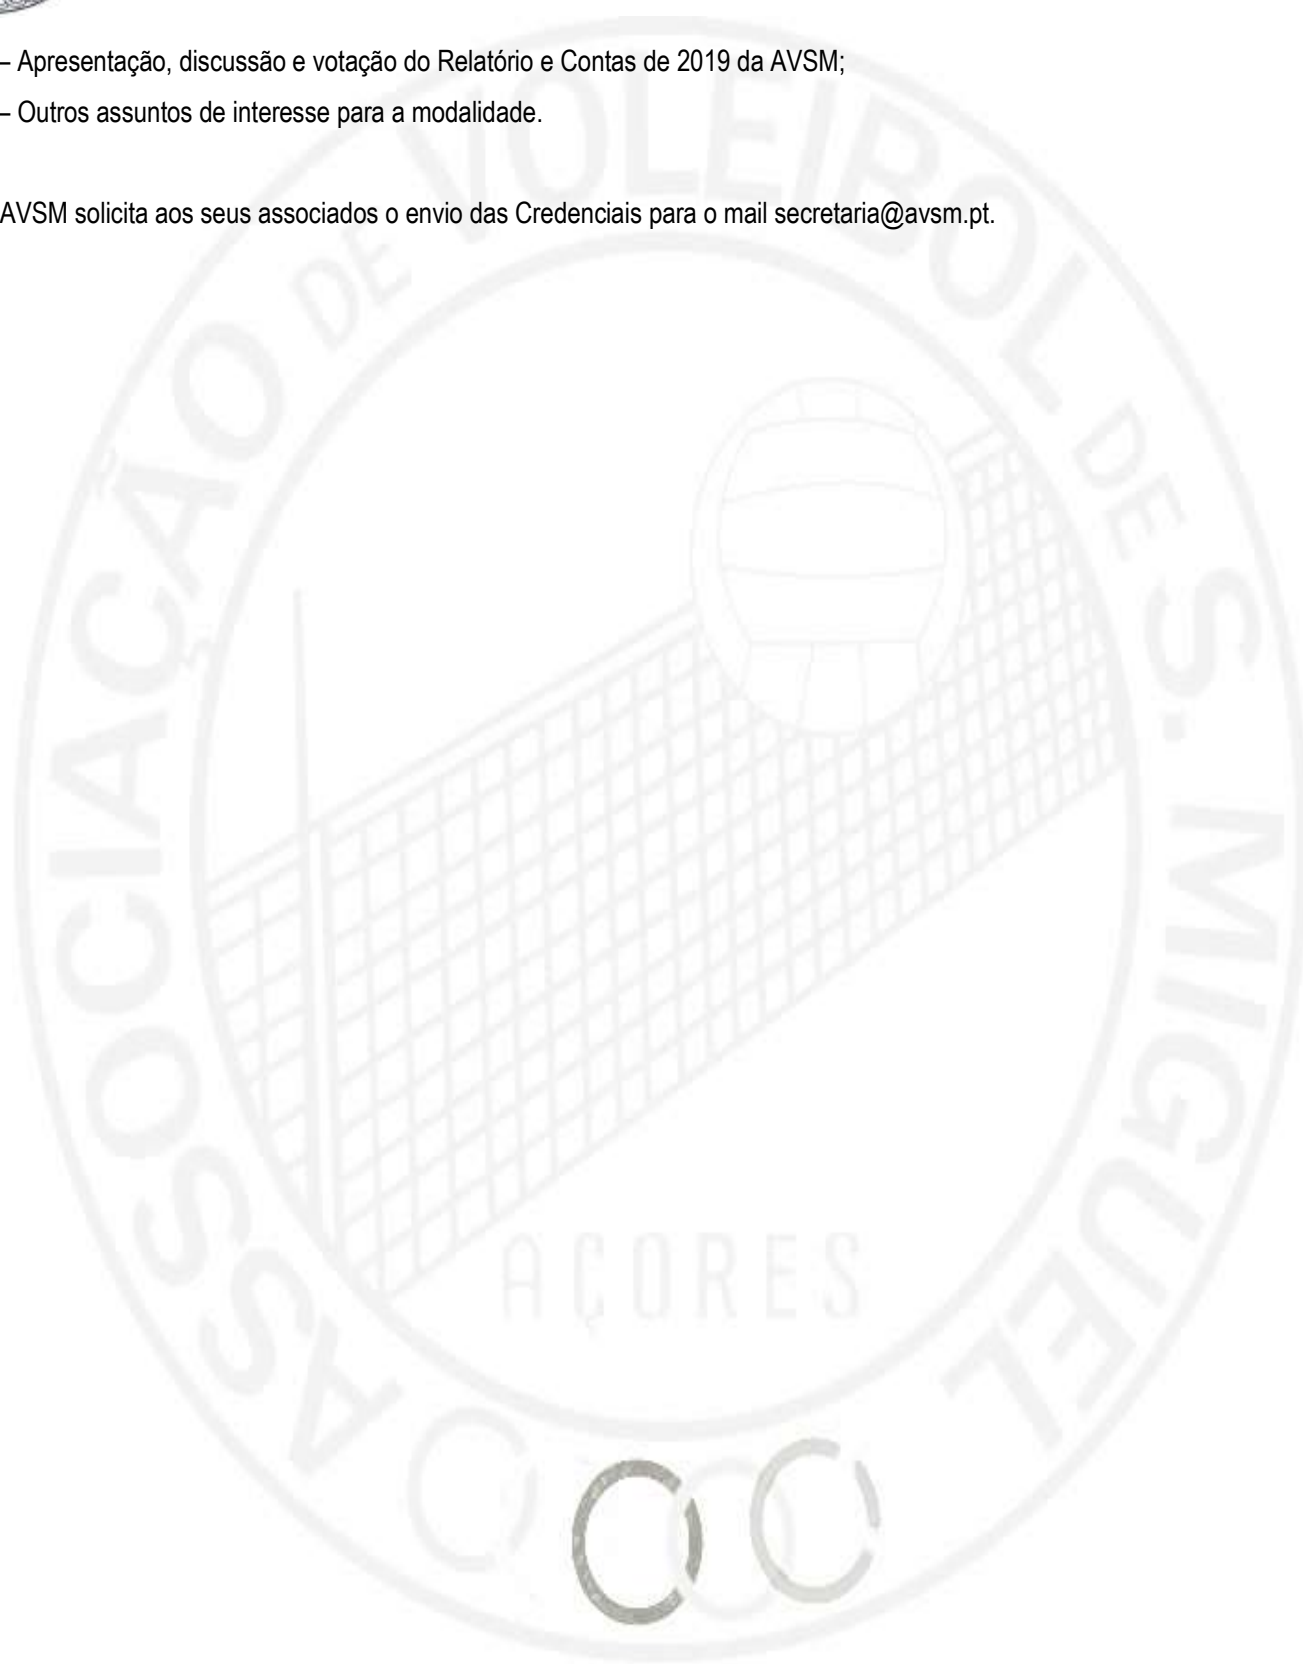 – Apresentação, discussão e votação do Relatório e Contas de 2019 da AVSM;
– Outros assuntos de interesse para a modalidade.
AVSM solicita aos seus associados o envio das Credenciais para o mail secretaria@avsm.pt.
ASSOCIAÇÃO DE VOLEIBOL DE S. MIGUEL
AÇORES